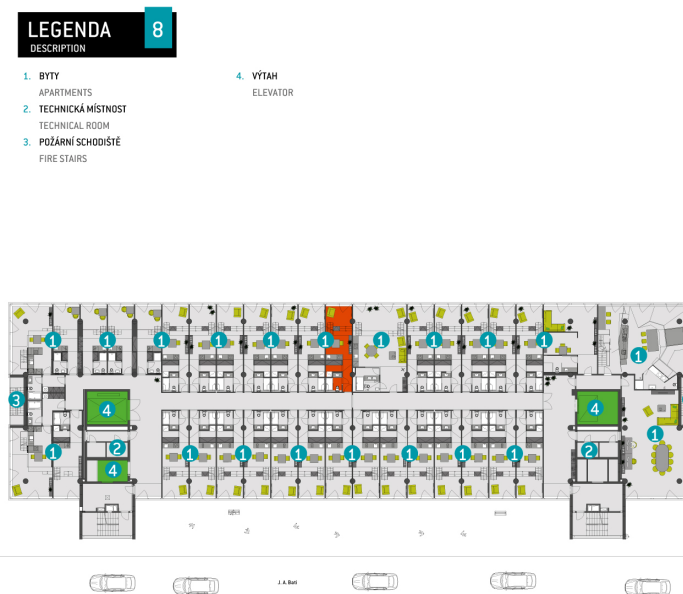 LEGENDA 8
DESCRIPTION
1. BYTY
APARTMENTS
2. TECHNICKÁ MÍSTNOST
TECHNICAL ROOM
3. POŽÁRNÍ SCHODIŠTĚ
FIRE STAIRS
4. VÝTAH
ELEVATOR
1 1 1 1 1 1 1 1 1 1 1
3 4 4 1
1 2 4 1 1 1 1 1 1 1 2
J. A. Bati